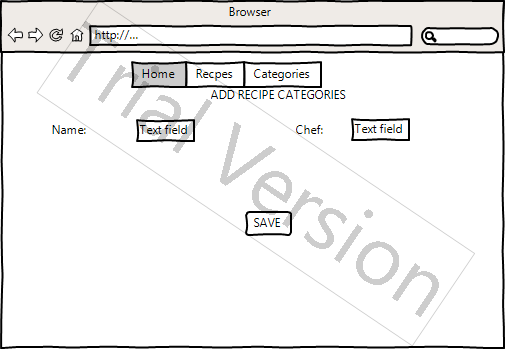 Browser
http://...
Home Recpes Categories
ADD RECIPE CATEGORIES
Name: Text field Chef: Text field
SAVE
Trial Version